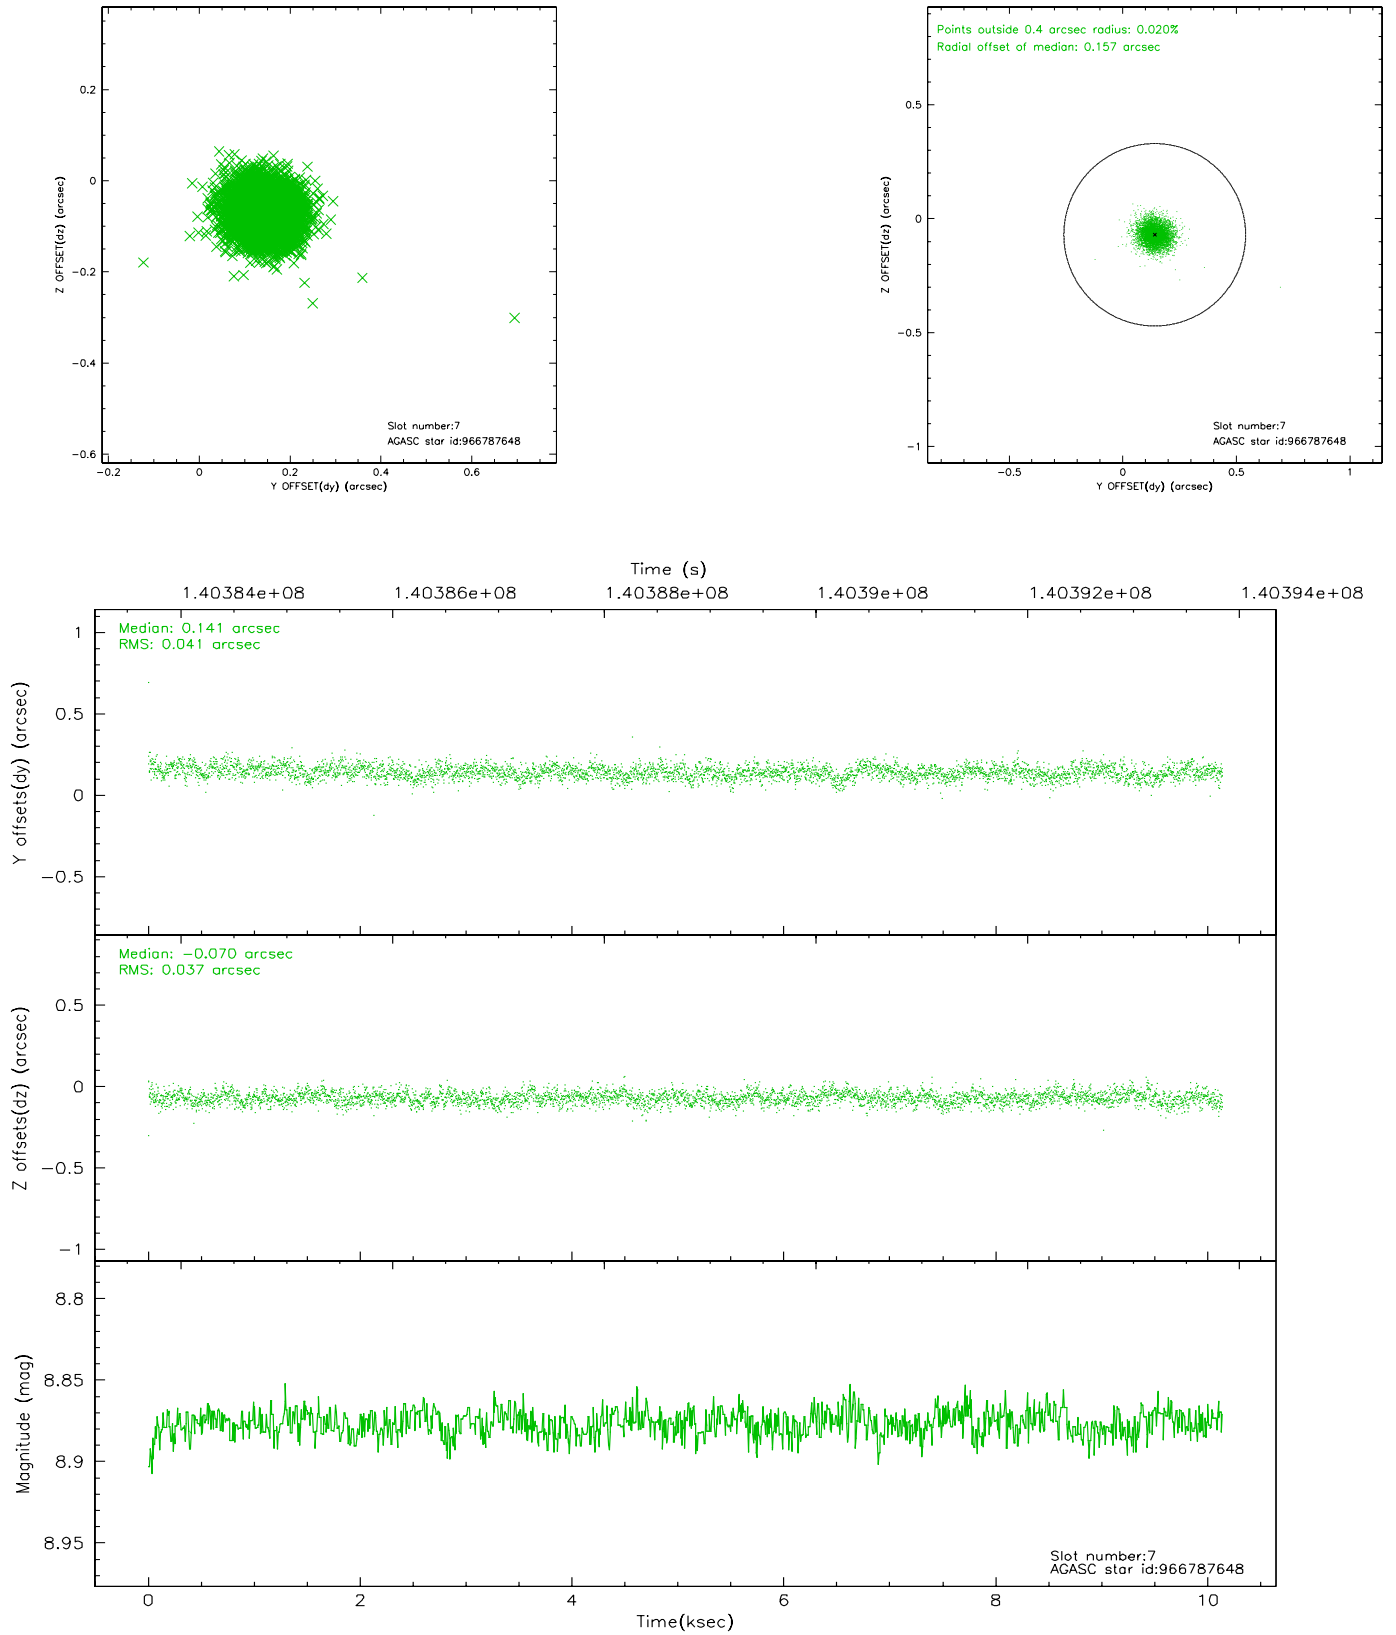 0.2
0
−0.2
−0.4
−0.6
Z OFFSET(dz) (arcsec)
Slot number:7
AGASC star id:966787648
−0.2 0 0.2 0.4 0.6
Y OFFSET(dy) (arcsec)
Points outside 0.4 arcsec radius: 0.020%
Radial offset of median: 0.157 arcsec
0.5
0
−0.5
−1
Z OFFSET(dz) (arcsec)
Slot number:7
AGASC star id:966787648
−0.5 0 0.5 1
Y OFFSET(dy) (arcsec)
Time (s)
1.40384e+08 1.40386e+08 1.40388e+08 1.4039e+08 1.40392e+08 1.40394e+08
Median: 0.141 arcsec
RMS: 0.041 arcsec
1
0.5
0
−0.5
Y offsets(dy) (arcsec)
Median: −0.070 arcsec
RMS: 0.037 arcsec
0.5
0
−0.5
−1
Z offsets(dz) (arcsec)
8.8
8.85
8.9
8.95
Magnitude (mag)
Slot number:7
AGASC star id:966787648
0 2 4 6 8 10
Time(ksec)